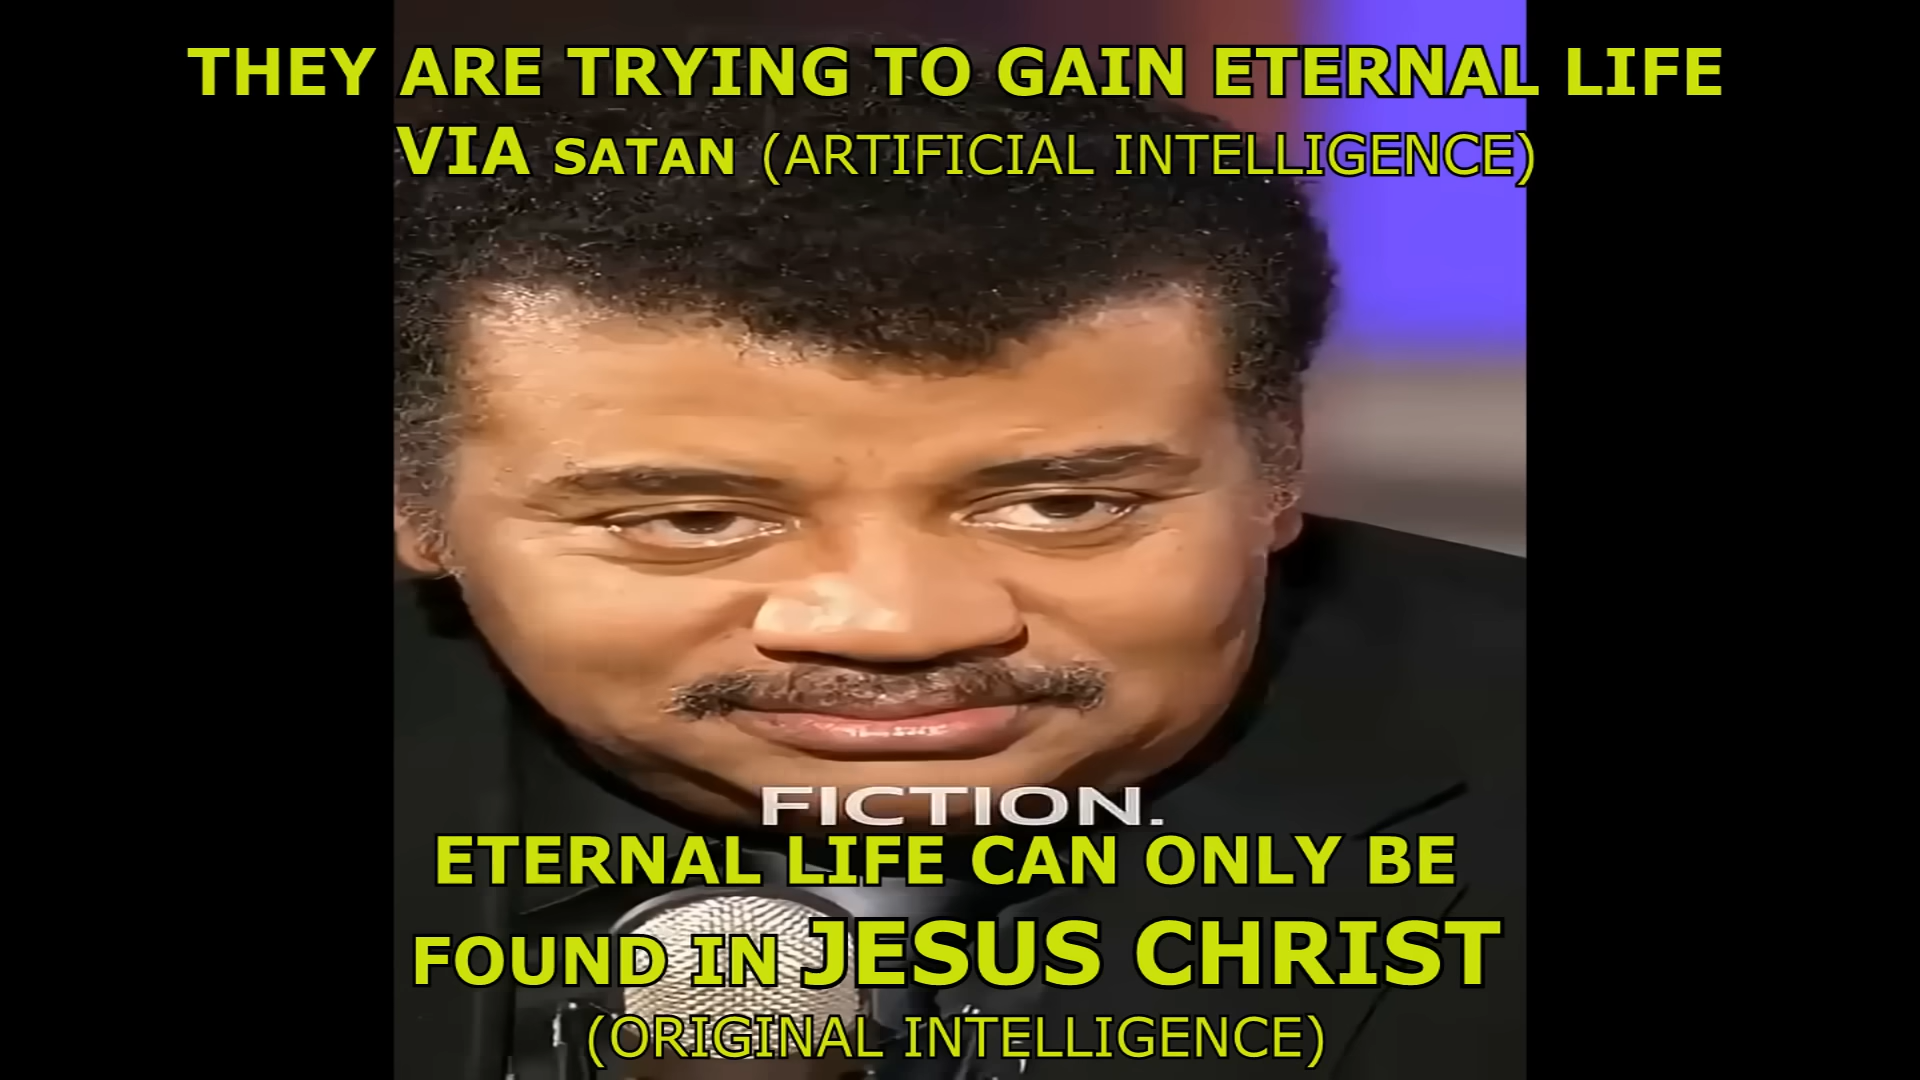 THEY ARE TRYING TO GAIN ETERNAL LIFE
VIA SATAN (ARTIFICIAL INTELLIGENCE)
FICTION.
ETERNAL LIFE CAN ONLY BE
FOUND IN JESUS CHRIST
(ORIGINAL INTELLIGENCE)